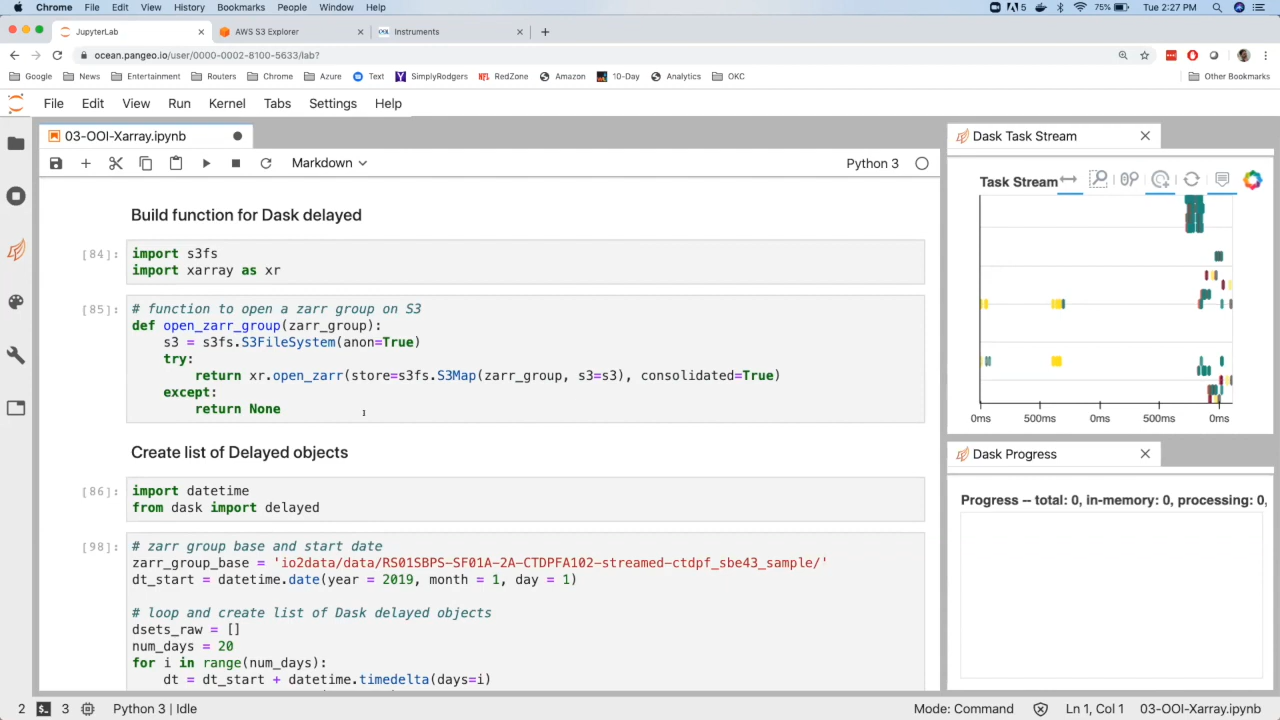 Chrome File Edit View History Bookmarks People Window Help 5 75% Tue 2:27 PM
JupyterLab AWS S3 Explorer OOI Instruments
ocean.pangeo.io/user/0000-0002-8100-5633/lab?
Google News Entertainment Routers Chrome Azure Text SimplyRodgers RedZone Amazon 10-Day Analytics OKC Other Bookmarks
File Edit View Run Kernel Tabs Settings Help
03-OOI-Xarray.ipynb
Markdown Python 3
Build function for Dask delayed
[84]: import s3fs
import xarray as xr
[85]: # function to open a zarr group on S3
def open_zarr_group(zarr_group):
s3 = s3fs.S3FileSystem(anon=True)
try:
return xr.open_zarr(store=s3fs.S3Map(zarr_group, s3=s3), consolidated=True)
except:
return None
Create list of Delayed objects
[86]: import datetime
from dask import delayed
[98]: # zarr group base and start date
zarr_group_base = 'io2data/data/RS01SBPS-SF01A-2A-CTDPFA102-streamed-ctdpf_sbe43_sample/'
dt_start = datetime.date(year = 2019, month = 1, day = 1)
# loop and create list of Dask delayed objects
dsets_raw = []
num_days = 20
for i in range(num_days):
dt = dt_start + datetime.timedelta(days=i)
Dask Task Stream
Task Stream
0ms 500ms 0ms 500ms 0ms
Dask Progress
Progress -- total: 0, in-memory: 0, processing: 0,
2 3 Python 3 | Idle Mode: Command Ln 1, Col 1 03-OOI-Xarray.ipynb